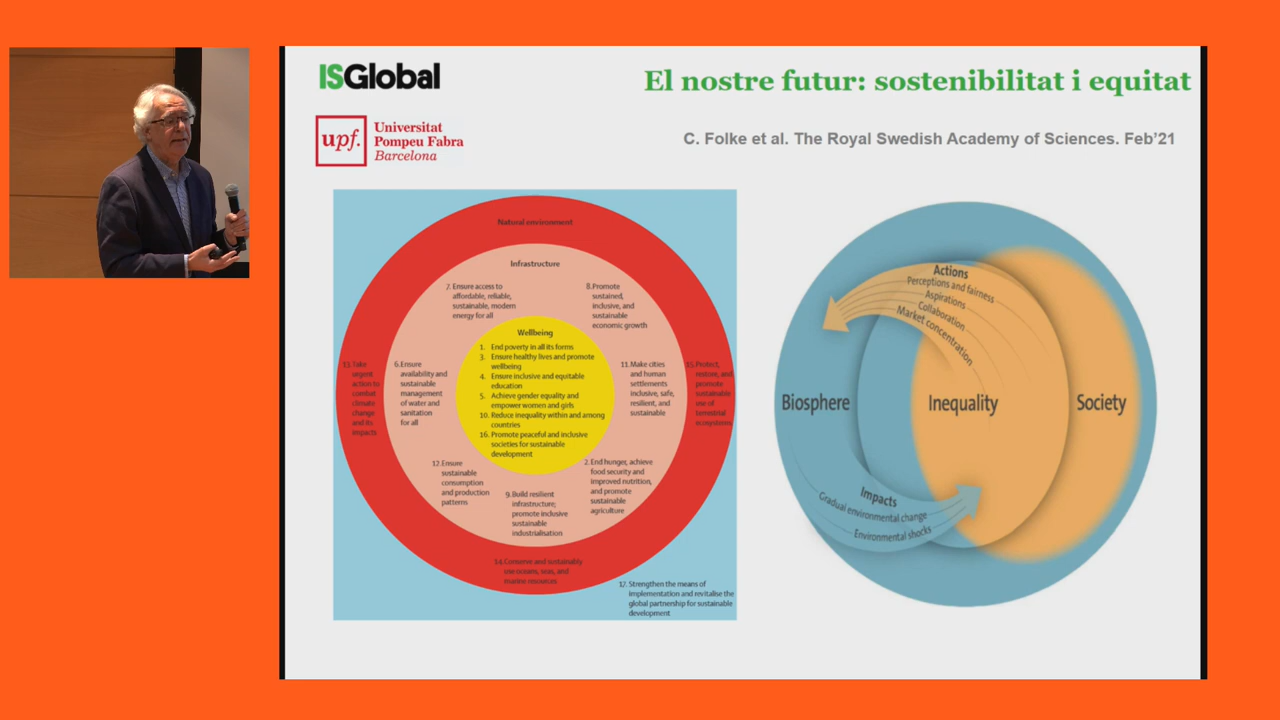 ISGlobal
El nostre futur: sostenibilitat i equitat
upf.
Universitat
Pompeu Fabra
Barcelona
C. Folke et al. The Royal Swedish Academy of Sciences. Feb'21
Natural environment
Infrastructure
7. Ensure access to
affordable, reliable,
sustainable, modern
energy for all
8. Promote
sustained,
inclusive, and
sustainable
economic growth
Wellbeing
1. End poverty in all its forms
3. Ensure healthy lives and promote
wellbeing
4. Ensure inclusive and equitable
education
5. Achieve gender equality and
empower women and girls
10. Reduce inequality within and among
countries
16. Promote peaceful and inclusive
societies for sustainable
development
13. Take
urgent
action to
combat
climate
change
and its
impacts
6. Ensure
availability and
sustainable
management
of water and
sanitation
for all
11. Make cities
and human
settlements
inclusive, safe,
resilient, and
sustainable
15. Protect,
restore, and
promote
sustainable
use of
terrestrial
ecosystems
12. Ensure
sustainable
consumption
and production
patterns
9. Build resilient
infrastructure;
promote inclusive
sustainable
industrialisation
2. End hunger, achieve
food security and
improved nutrition,
and promote
sustainable
agriculture
14. Conserve and sustainably
use oceans, seas, and
marine resources
17. Strengthen the means of
implementation and revitalise the
global partnership for sustainable
development
Actions
Perceptions and fairness
Aspirations
Collaboration
Market concentration
Biosphere
Inequality
Society
Impacts
Gradual environmental change
Environmental shocks